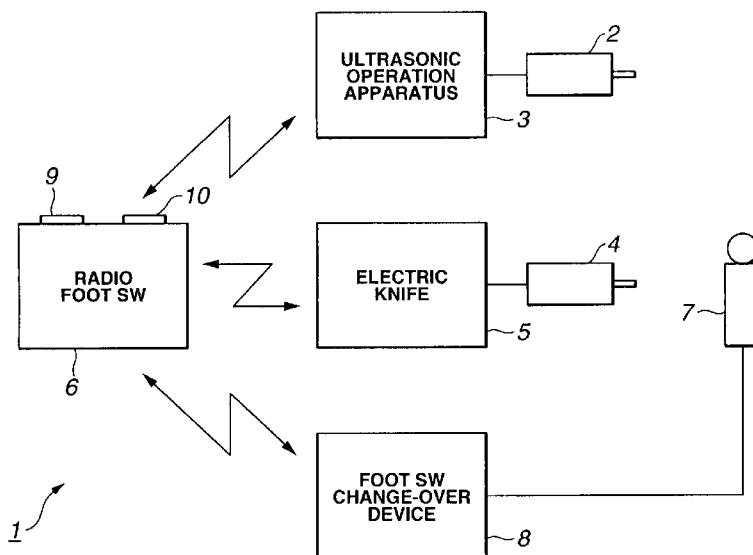 2
ULTRASONIC
OPERATION
APPARATUS
3
9
10
RADIO
FOOT SW
6
4
ELECTRIC
KNIFE
5
7
FOOT SW
CHANGE-OVER
DEVICE
8
1